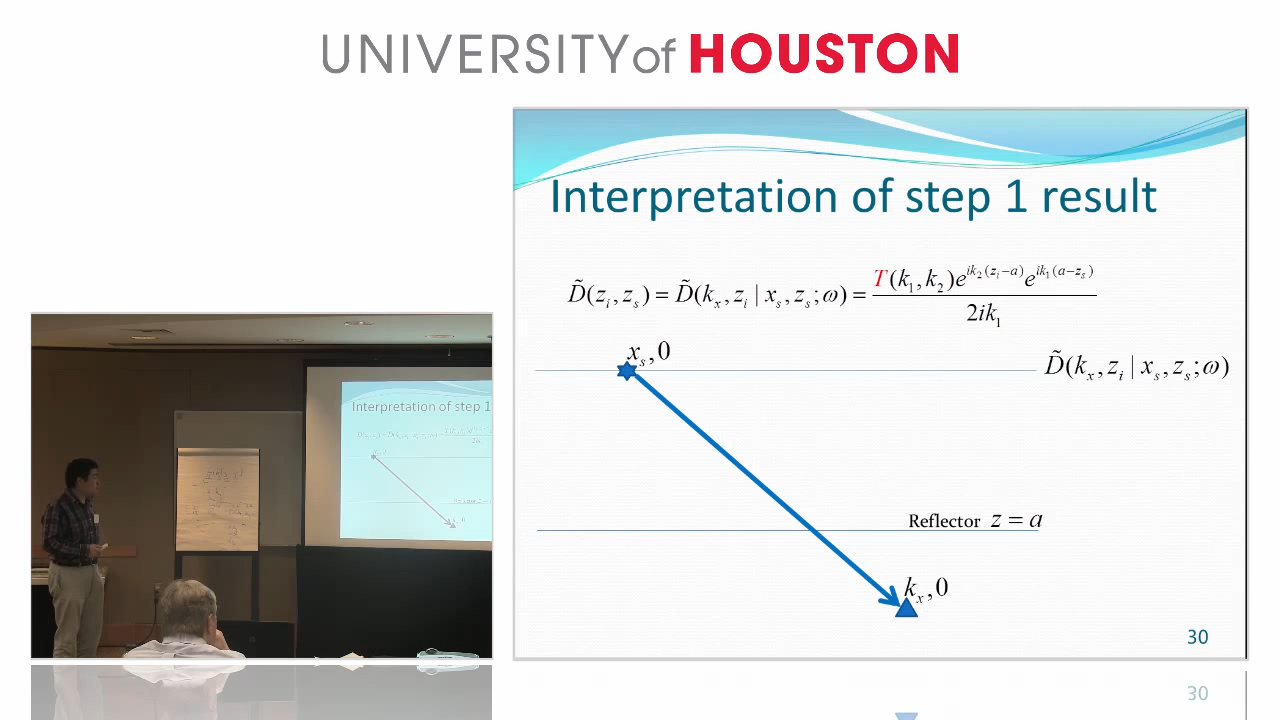 UNIVERSITY of HOUSTON
Interpretation of step 1 result
D̃(z_i, z_s) = D̃(k_x, z_i | x_s, z_s; ω) = T(k_1, k_2)e^{ik_2(z_i−a)}e^{ik_1(a−z_s)} / 2ik_1
x_s,0
D̃(k_x, z_i | x_s, z_s; ω)
Reflector z = a
k_x,0
30
Interpretation of step 1
30